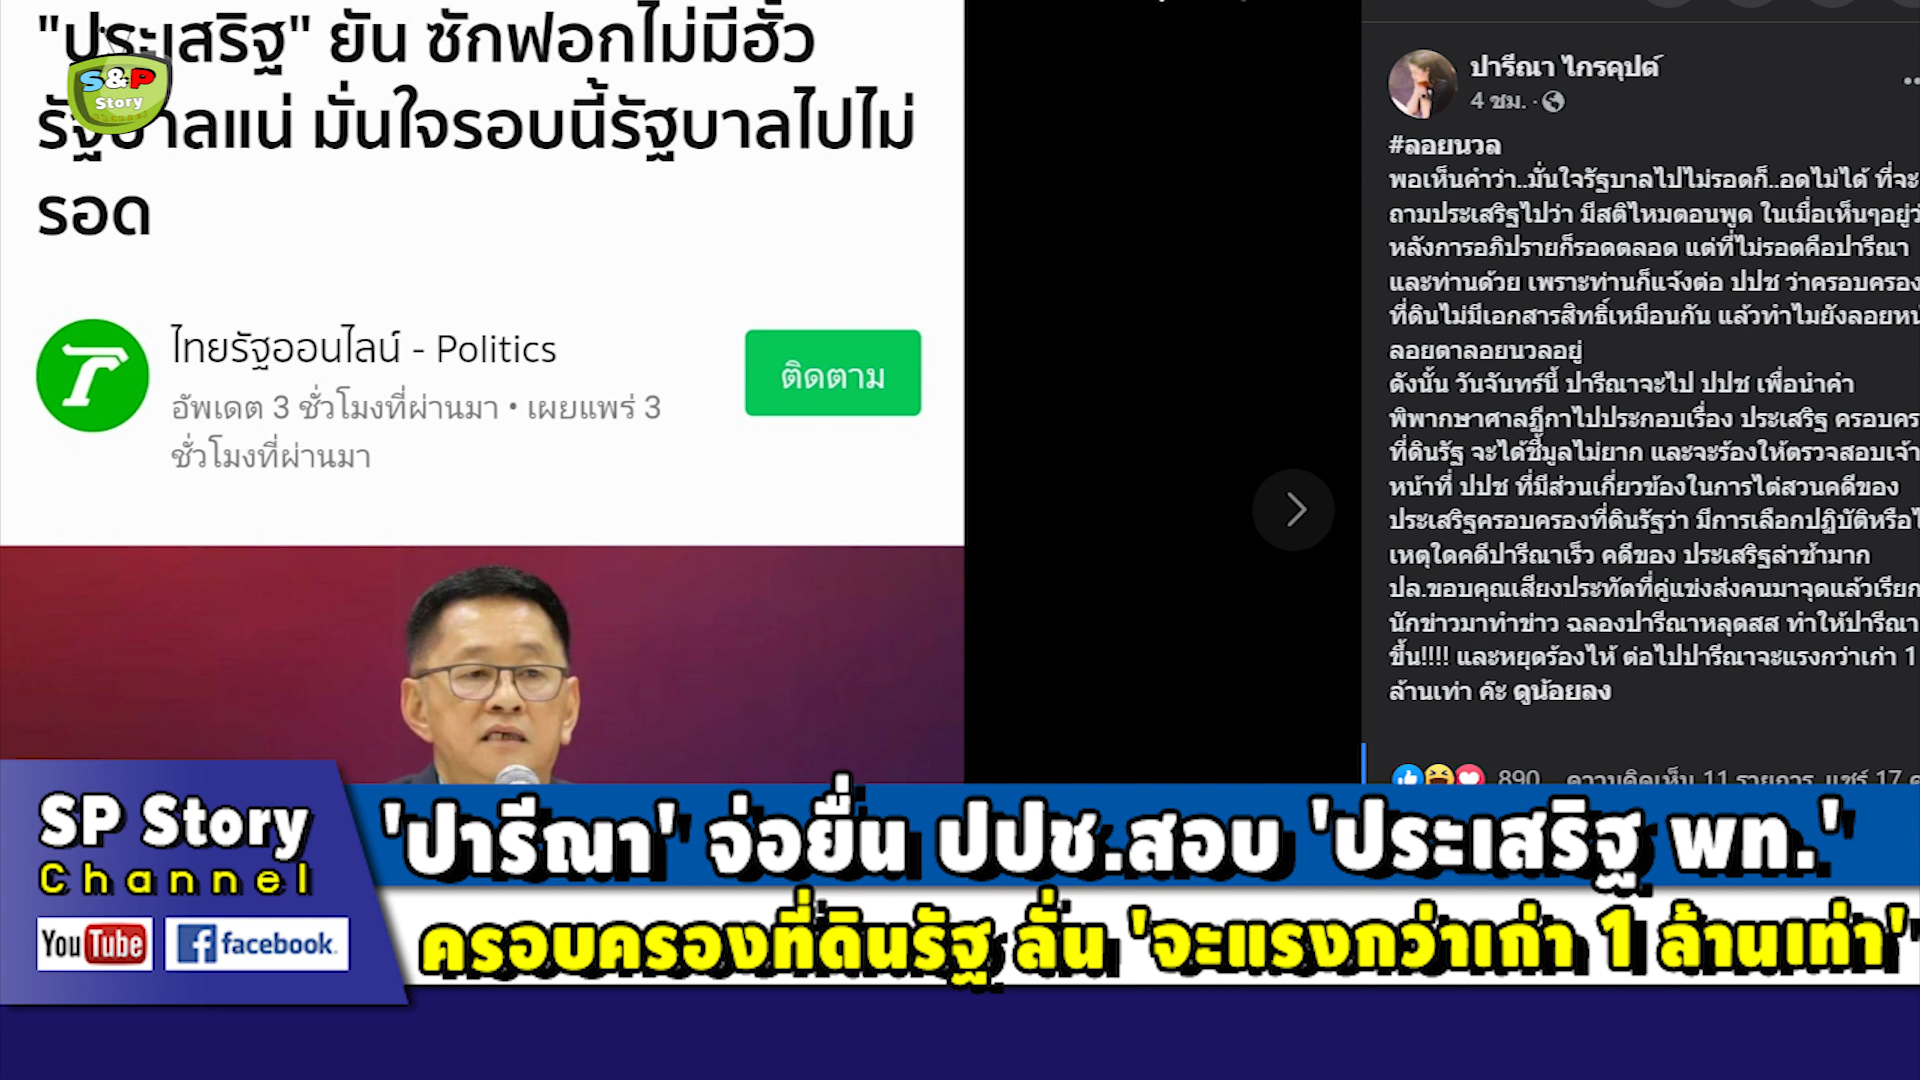 "ประเสริฐ" ยัน ซักฟอกไม่มีฮั้ว
รัฐบาลแน่ มั่นใจรอบนี้รัฐบาลไปไม่
รอด
S&P
Story
Channel
ไทยรัฐออนไลน์ - Politics
อัพเดต 3 ชั่วโมงที่ผ่านมา • เผยแพร่ 3
ชั่วโมงที่ผ่านมา
ติดตาม
ปารีณา ไกรคุปต์
4 ชม. ·
#ลอยนวล
พอเห็นคำว่า..มั่นใจรัฐบาลไปไม่รอดก็..อดไม่ได้ ที่จะ
ถามประเสริฐไปว่า มีสติไหมตอนพูด ในเมื่อเห็นๆอยู่
หลังการอภิปรายก็รอดตลอด แต่ที่ไม่รอดคือปารีณา
และท่านด้วย เพราะท่านก็แจ้งต่อ ปปช ว่าครอบครอง
ที่ดินไม่มีเอกสารสิทธิ์เหมือนกัน แล้วทำไมยังลอยหน้
ลอยตาลอยนวลอยู่
ดังนั้น วันจันทร์นี้ ปารีณาจะไป ปปช เพื่อนำคำ
พิพากษาศาลฎีกาไปประกอบเรื่อง ประเสริฐ ครอบคร
ที่ดินรัฐ จะได้ชี้มูลไม่ยาก และจะร้องให้ตรวจสอบเจ้า
หน้าที่ ปปช ที่มีส่วนเกี่ยวข้องในการไต่สวนคดีของ
ประเสริฐครอบครองที่ดินรัฐว่า มีการเลือกปฏิบัติหรือ
เหตุใดคดีปารีณาเร็ว คดีของ ประเสริฐล่าช้ามาก
ปล.ขอบคุณเสียงประทัดที่คู่แข่งส่งคนมาจุดแล้วเรียก
นักข่าวมาทำข่าว ฉลองปารีณาหลุดสส ทำให้ปารีณา
ขึ้น!!!! และหยุดร้องไห้ ต่อไปปารีณาจะแรงกว่าเก่า 1
ล้านเท่า ค๊ะ ดูน้อยลง
890 ความคิดเห็น 11 รายการ แชร์ 17
SP Story
Channel
YouTube
facebook.
'ปารีณา' จ่อยื่น ปปช.สอบ 'ประเสริฐ พท.'
ครอบครองที่ดินรัฐ ลั่น 'จะแรงกว่าเก่า 1 ล้านเท่า'